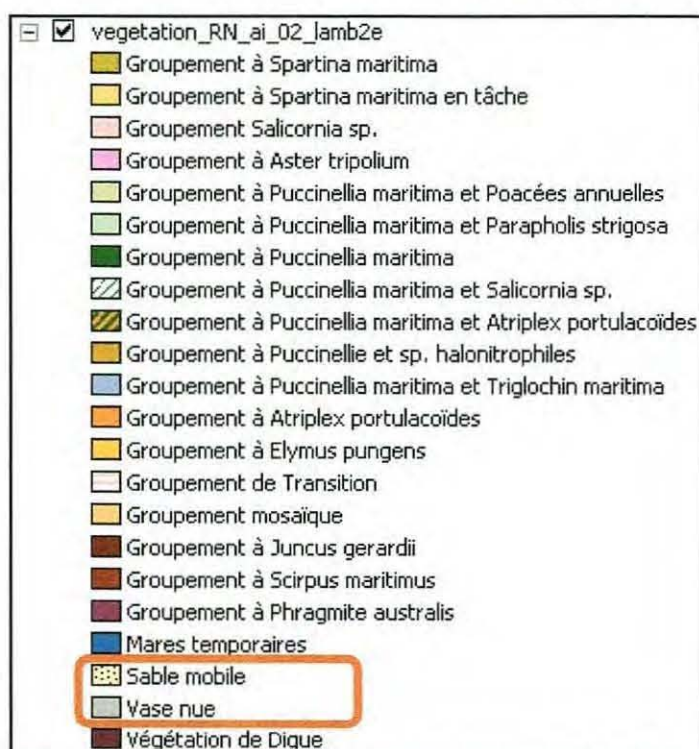 vegetation_RN_ai_02_lamb2e
Groupement à Spartina maritima
Groupement à Spartina maritima en tâche
Groupement Salicornia sp.
Groupement à Aster tripolium
Groupement à Puccinellia maritima et Poacées annuelles
Groupement à Puccinellia maritima et Parapholis strigosa
Groupement à Puccinellia maritima
Groupement à Puccinellia maritima et Salicornia sp.
Groupement à Puccinellia maritima et Atriplex portulacoïdes
Groupement à Puccinellie et sp. halonitrophiles
Groupement à Puccinellia maritima et Triglochin maritima
Groupement à Atriplex portulacoïdes
Groupement à Elymus pungens
Groupement de Transition
Groupement mosaïque
Groupement à Juncus gerardii
Groupement à Scirpus maritimus
Groupement à Phragmite australis
Mares temporaires
Sable mobile
Vase nue
Végétation de Digue